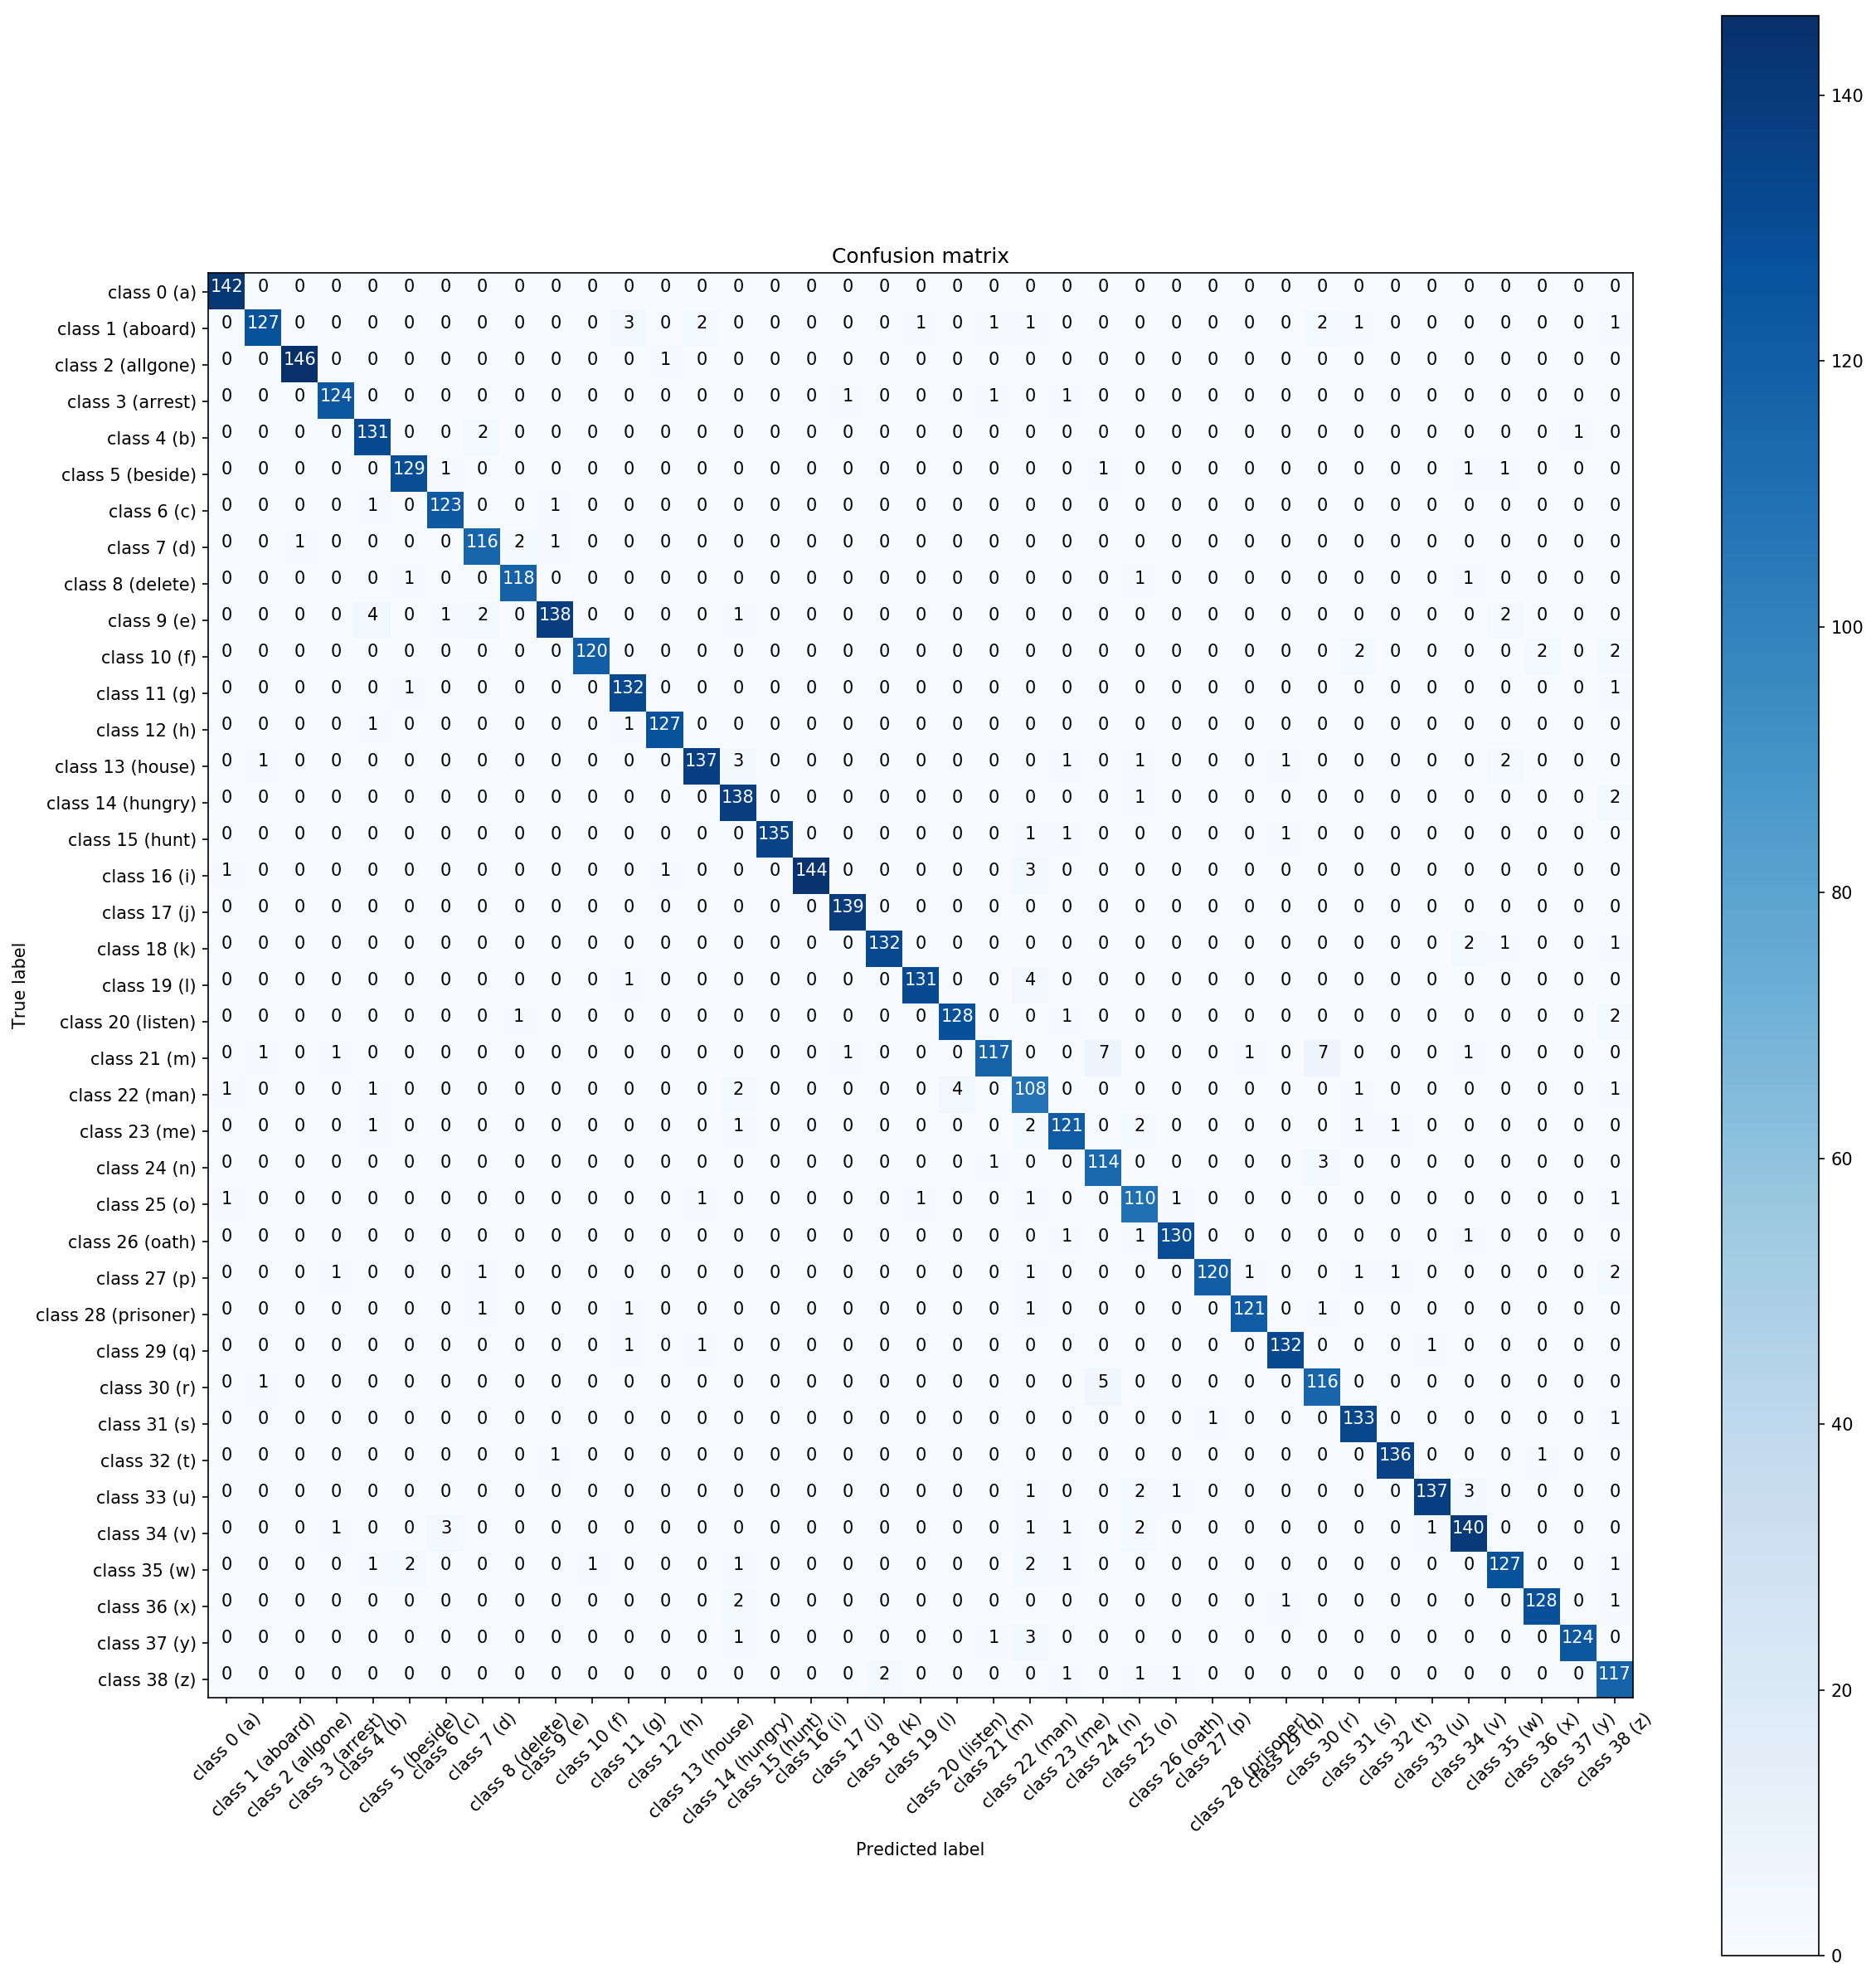 Confusion matrix
class 0 (a) 142 0 0 0 0 0 0 0 0 0 0 0 0 0 0 0 0 0 0 0 0 0 0 0 0 0 0 0 0 0 0 0 0 0 0 0 0 0 0
class 1 (aboard) 0 127 0 0 0 0 0 0 0 0 0 3 0 2 0 0 0 0 0 1 0 1 1 0 0 0 0 0 0 0 2 1 0 0 0 0 0 0 1
class 2 (allgone) 0 0 146 0 0 0 0 0 0 0 0 0 1 0 0 0 0 0 0 0 0 0 0 0 0 0 0 0 0 0 0 0 0 0 0 0 0 0 0
class 3 (arrest) 0 0 0 124 0 0 0 0 0 0 0 0 0 0 0 0 0 1 0 0 0 1 0 1 0 0 0 0 0 0 0 0 0 0 0 0 0 0 0
class 4 (b) 0 0 0 0 131 0 0 2 0 0 0 0 0 0 0 0 0 0 0 0 0 0 0 0 0 0 0 0 0 0 0 0 0 0 0 0 0 1 0
class 5 (beside) 0 0 0 0 0 129 1 0 0 0 0 0 0 0 0 0 0 0 0 0 0 0 0 0 1 0 0 0 0 0 0 0 0 0 1 1 0 0 0
class 6 (c) 0 0 0 0 1 0 123 0 0 1 0 0 0 0 0 0 0 0 0 0 0 0 0 0 0 0 0 0 0 0 0 0 0 0 0 0 0 0 0
class 7 (d) 0 0 1 0 0 0 0 116 2 1 0 0 0 0 0 0 0 0 0 0 0 0 0 0 0 0 0 0 0 0 0 0 0 0 0 0 0 0 0
class 8 (delete) 0 0 0 0 0 1 0 0 118 0 0 0 0 0 0 0 0 0 0 0 0 0 0 0 0 1 0 0 0 0 0 0 0 0 1 0 0 0 0
class 9 (e) 0 0 0 0 4 0 1 2 0 138 0 0 0 0 1 0 0 0 0 0 0 0 0 0 0 0 0 0 0 0 0 0 0 0 0 2 0 0 0
class 10 (f) 0 0 0 0 0 0 0 0 0 0 120 0 0 0 0 0 0 0 0 0 0 0 0 0 0 0 0 0 0 0 0 2 0 0 0 0 2 0 2
class 11 (g) 0 0 0 0 0 1 0 0 0 0 0 132 0 0 0 0 0 0 0 0 0 0 0 0 0 0 0 0 0 0 0 0 0 0 0 0 0 0 1
class 12 (h) 0 0 0 0 1 0 0 0 0 0 0 1 127 0 0 0 0 0 0 0 0 0 0 0 0 0 0 0 0 0 0 0 0 0 0 0 0 0 0
class 13 (house) 0 1 0 0 0 0 0 0 0 0 0 0 0 137 3 0 0 0 0 0 0 0 0 1 0 1 0 0 0 1 0 0 0 0 0 2 0 0 0
class 14 (hungry) 0 0 0 0 0 0 0 0 0 0 0 0 0 0 138 0 0 0 0 0 0 0 0 0 0 1 0 0 0 0 0 0 0 0 0 0 0 0 2
class 15 (hunt) 0 0 0 0 0 0 0 0 0 0 0 0 0 0 0 135 0 0 0 0 0 0 1 1 0 0 0 0 0 1 0 0 0 0 0 0 0 0 0
class 16 (i) 1 0 0 0 0 0 0 0 0 0 0 0 1 0 0 0 144 0 0 0 0 0 3 0 0 0 0 0 0 0 0 0 0 0 0 0 0 0 0
class 17 (j) 0 0 0 0 0 0 0 0 0 0 0 0 0 0 0 0 0 139 0 0 0 0 0 0 0 0 0 0 0 0 0 0 0 0 0 0 0 0 0
class 18 (k) 0 0 0 0 0 0 0 0 0 0 0 0 0 0 0 0 0 0 132 0 0 0 0 0 0 0 0 0 0 0 0 0 0 0 2 1 0 0 1
class 19 (l) 0 0 0 0 0 0 0 0 0 0 0 1 0 0 0 0 0 0 0 131 0 0 4 0 0 0 0 0 0 0 0 0 0 0 0 0 0 0 0
class 20 (listen) 0 0 0 0 0 0 0 0 1 0 0 0 0 0 0 0 0 0 0 0 128 0 0 1 0 0 0 0 0 0 0 0 0 0 0 0 0 0 2
class 21 (m) 0 1 0 1 0 0 0 0 0 0 0 0 0 0 0 0 0 1 0 0 0 117 0 0 7 0 0 0 1 0 7 0 0 0 1 0 0 0 0
class 22 (man) 1 0 0 0 1 0 0 0 0 0 0 0 0 0 2 0 0 0 0 0 4 0 108 0 0 0 0 0 0 0 0 1 0 0 0 0 0 0 1
class 23 (me) 0 0 0 0 1 0 0 0 0 0 0 0 0 0 1 0 0 0 0 0 0 0 2 121 0 2 0 0 0 0 0 1 1 0 0 0 0 0 0
class 24 (n) 0 0 0 0 0 0 0 0 0 0 0 0 0 0 0 0 0 0 0 0 0 1 0 0 114 0 0 0 0 0 3 0 0 0 0 0 0 0 0
class 25 (o) 1 0 0 0 0 0 0 0 0 0 0 0 0 1 0 0 0 0 0 1 0 0 1 0 0 110 1 0 0 0 0 0 0 0 0 0 0 0 1
class 26 (oath) 0 0 0 0 0 0 0 0 0 0 0 0 0 0 0 0 0 0 0 0 0 0 0 1 0 1 130 0 0 0 0 0 0 0 1 0 0 0 0
class 27 (p) 0 0 0 1 0 0 0 1 0 0 0 0 0 0 0 0 0 0 0 0 0 0 1 0 0 0 0 120 1 0 0 1 1 0 0 0 0 0 2
class 28 (prisoner) 0 0 0 0 0 0 0 1 0 0 0 1 0 0 0 0 0 0 0 0 0 0 1 0 0 0 0 0 121 0 1 0 0 0 0 0 0 0 0
class 29 (q) 0 0 0 0 0 0 0 0 0 0 0 1 0 1 0 0 0 0 0 0 0 0 0 0 0 0 0 0 0 132 0 0 0 1 0 0 0 0 0
class 30 (r) 0 1 0 0 0 0 0 0 0 0 0 0 0 0 0 0 0 0 0 0 0 0 0 0 5 0 0 0 0 0 116 0 0 0 0 0 0 0 0
class 31 (s) 0 0 0 0 0 0 0 0 0 0 0 0 0 0 0 0 0 0 0 0 0 0 0 0 0 0 0 1 0 0 0 133 0 0 0 0 0 0 1
class 32 (t) 0 0 0 0 0 0 0 0 0 1 0 0 0 0 0 0 0 0 0 0 0 0 0 0 0 0 0 0 0 0 0 0 136 0 0 0 1 0 0
class 33 (u) 0 0 0 0 0 0 0 0 0 0 0 0 0 0 0 0 0 0 0 0 0 0 1 0 0 2 1 0 0 0 0 0 0 137 3 0 0 0 0
class 34 (v) 0 0 0 1 0 0 3 0 0 0 0 0 0 0 0 0 0 0 0 0 0 0 1 1 0 2 0 0 0 0 0 0 0 1 140 0 0 0 0
class 35 (w) 0 0 0 0 1 2 0 0 0 0 1 0 0 0 1 0 0 0 0 0 0 0 2 1 0 0 0 0 0 0 0 0 0 0 0 127 0 0 1
class 36 (x) 0 0 0 0 0 0 0 0 0 0 0 0 0 0 2 0 0 0 0 0 0 0 0 0 0 0 0 0 0 1 0 0 0 0 0 0 128 0 1
class 37 (y) 0 0 0 0 0 0 0 0 0 0 0 0 0 0 1 0 0 0 0 0 0 1 3 0 0 0 0 0 0 0 0 0 0 0 0 0 0 124 0
class 38 (z) 0 0 0 0 0 0 0 0 0 0 0 0 0 0 0 0 0 0 2 0 0 0 0 1 0 1 1 0 0 0 0 0 0 0 0 0 0 0 117
True label
class 0 (a)
class 1 (aboard)
class 2 (allgone)
class 3 (arrest)
class 4 (b)
class 5 (beside)
class 6 (c)
class 7 (d)
class 8 (delete)
class 9 (e)
class 10 (f)
class 11 (g)
class 12 (h)
class 13 (house)
class 14 (hungry)
class 15 (hunt)
class 16 (i)
class 17 (j)
class 18 (k)
class 19 (l)
class 20 (listen)
class 21 (m)
class 22 (man)
class 23 (me)
class 24 (n)
class 25 (o)
class 26 (oath)
class 27 (p)
class 28 (prisoner)
class 29 (q)
class 30 (r)
class 31 (s)
class 32 (t)
class 33 (u)
class 34 (v)
class 35 (w)
class 36 (x)
class 37 (y)
class 38 (z)
Predicted label
140
120
100
80
60
40
20
0